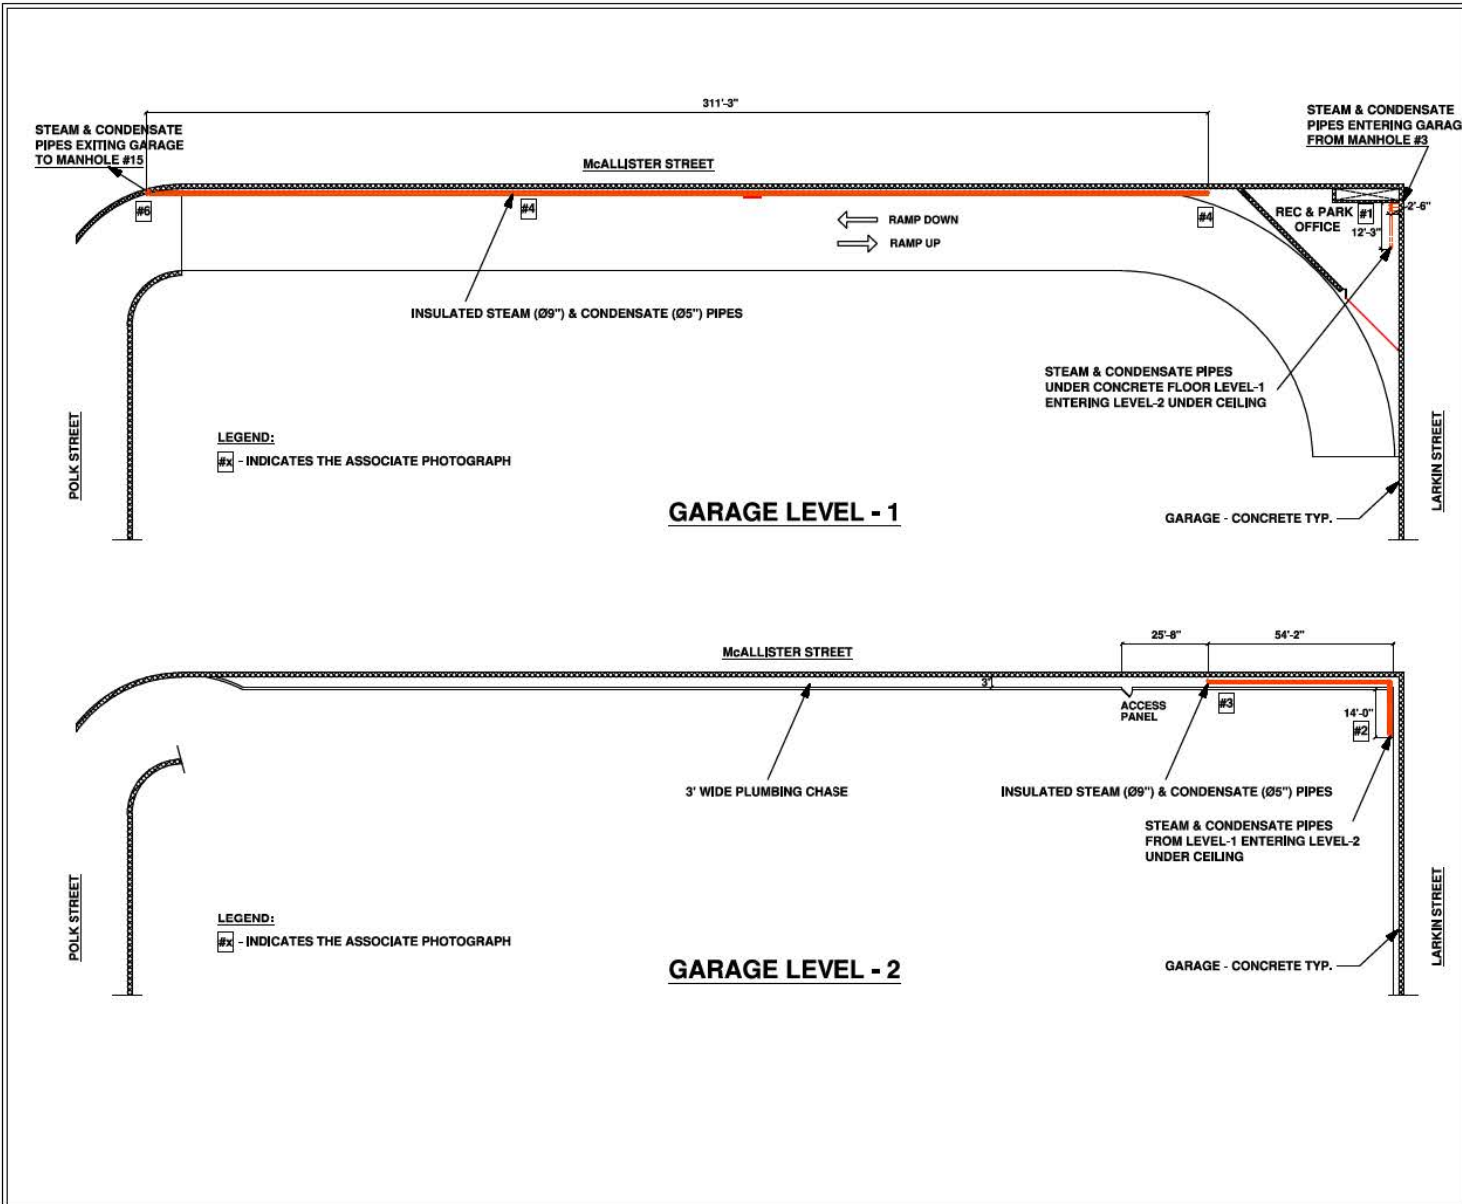 311'-3"
STEAM & CONDENSATE
PIPES EXITING GARAGE
TO MANHOLE #15
McALLISTER STREET
STEAM & CONDENSATE
PIPES ENTERING GARAG
FROM MANHOLE #3
#6
#4
#4
RAMP DOWN
RAMP UP
REC & PARK
OFFICE
#1
2'-6"
12'-3"
INSULATED STEAM (Ø9") & CONDENSATE (Ø5") PIPES
STEAM & CONDENSATE PIPES
UNDER CONCRETE FLOOR LEVEL-1
ENTERING LEVEL-2 UNDER CEILING
POLK STREET
LEGEND:
#x - INDICATES THE ASSOCIATE PHOTOGRAPH
LARKIN STREET
GARAGE LEVEL - 1
GARAGE - CONCRETE TYP.
McALLISTER STREET
25'-8"
54'-2"
3'
ACCESS
PANEL
#3
14'-0"
#2
3' WIDE PLUMBING CHASE
INSULATED STEAM (Ø9") & CONDENSATE (Ø5") PIPES
STEAM & CONDENSATE PIPES
FROM LEVEL-1 ENTERING LEVEL-2
UNDER CEILING
POLK STREET
LEGEND:
#x - INDICATES THE ASSOCIATE PHOTOGRAPH
LARKIN STREET
GARAGE LEVEL - 2
GARAGE - CONCRETE TYP.